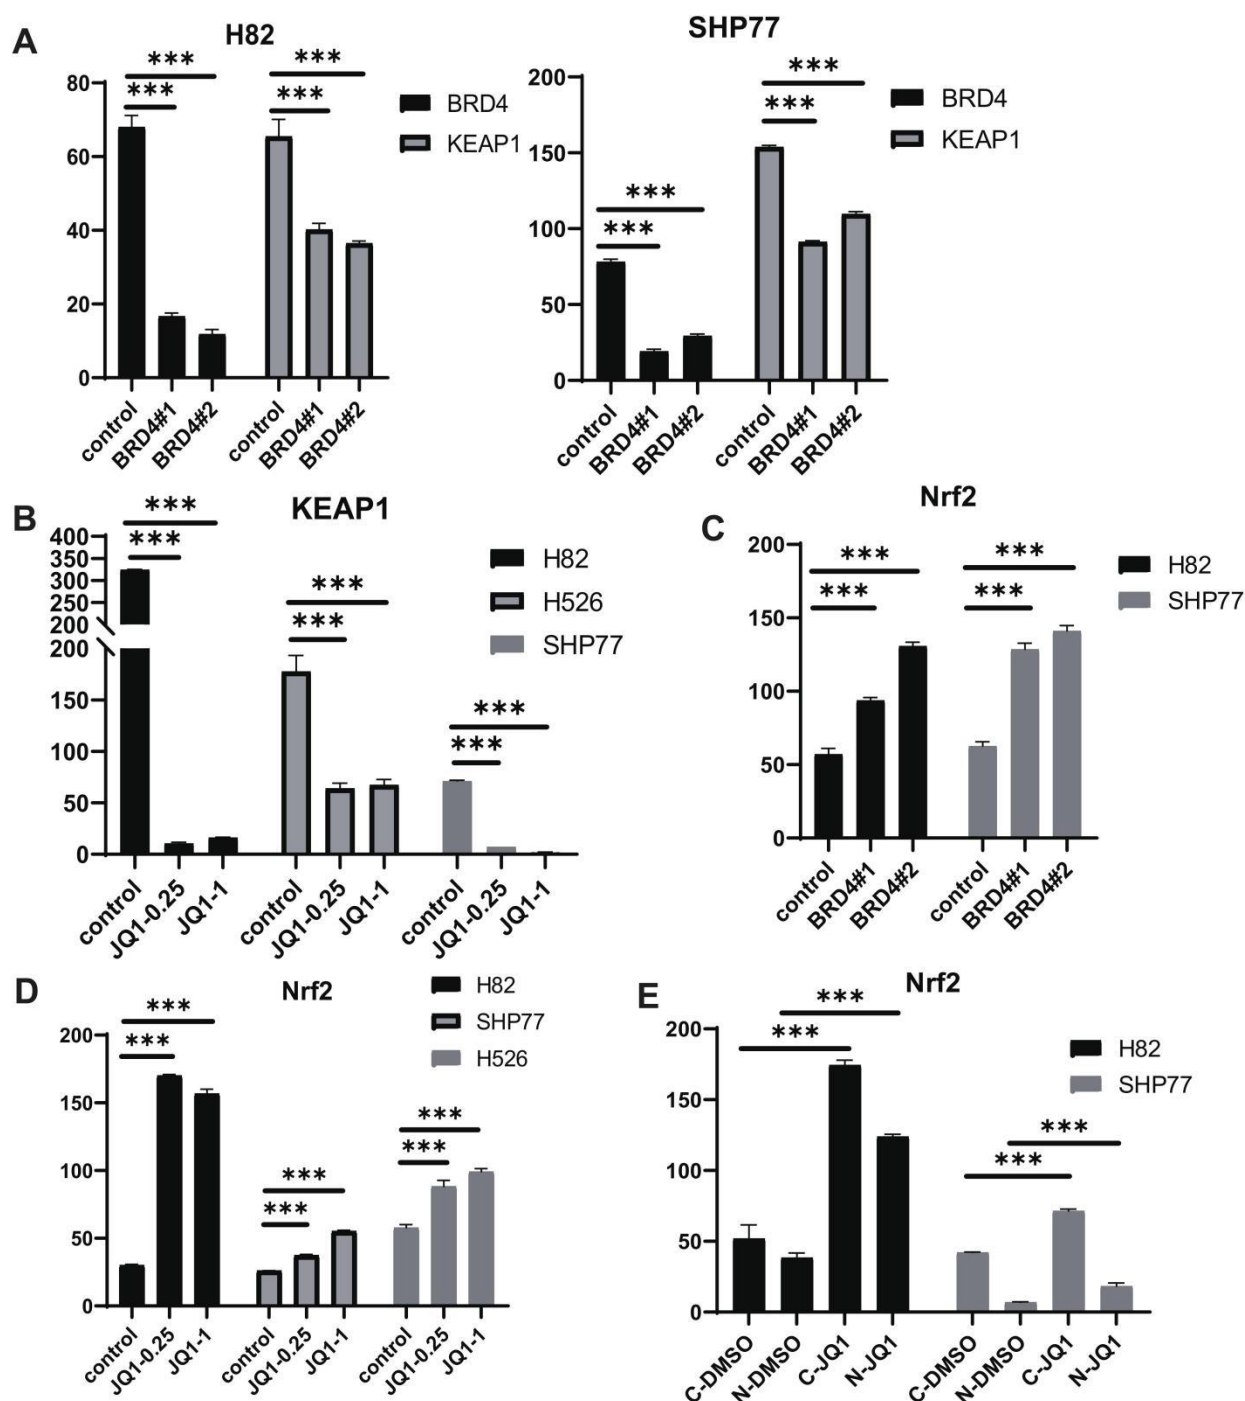 A
H82
*** ***
*** ***
80
60
40
20
0
BRD4
KEAP1
control BRD4#1 BRD4#2 control BRD4#1 BRD4#2
SHP77
***
***
***
***
200
150
100
50
0
BRD4
KEAP1
control BRD4#1 BRD4#2 control BRD4#1 BRD4#2
B
KEAP1
***
***
***
***
***
***
400
350
300
250
200
200
150
100
50
0
H82
H526
SHP77
control JQ1-0.25 JQ1-1 control JQ1-0.25 JQ1-1 control JQ1-0.25 JQ1-1
C
Nrf2
*** ***
*** ***
200
150
100
50
0
H82
SHP77
control BRD4#1 BRD4#2 control BRD4#1 BRD4#2
D
Nrf2
***
***
***
***
***
***
200
150
100
50
0
H82
SHP77
H526
control JQ1-0.25 JQ1-1 control JQ1-0.25 JQ1-1 control JQ1-0.25 JQ1-1
E
Nrf2
***
***
***
***
200
150
100
50
0
H82
SHP77
C-DMSO N-DMSO C-JQ1 N-JQ1 C-DMSO N-DMSO C-JQ1 N-JQ1